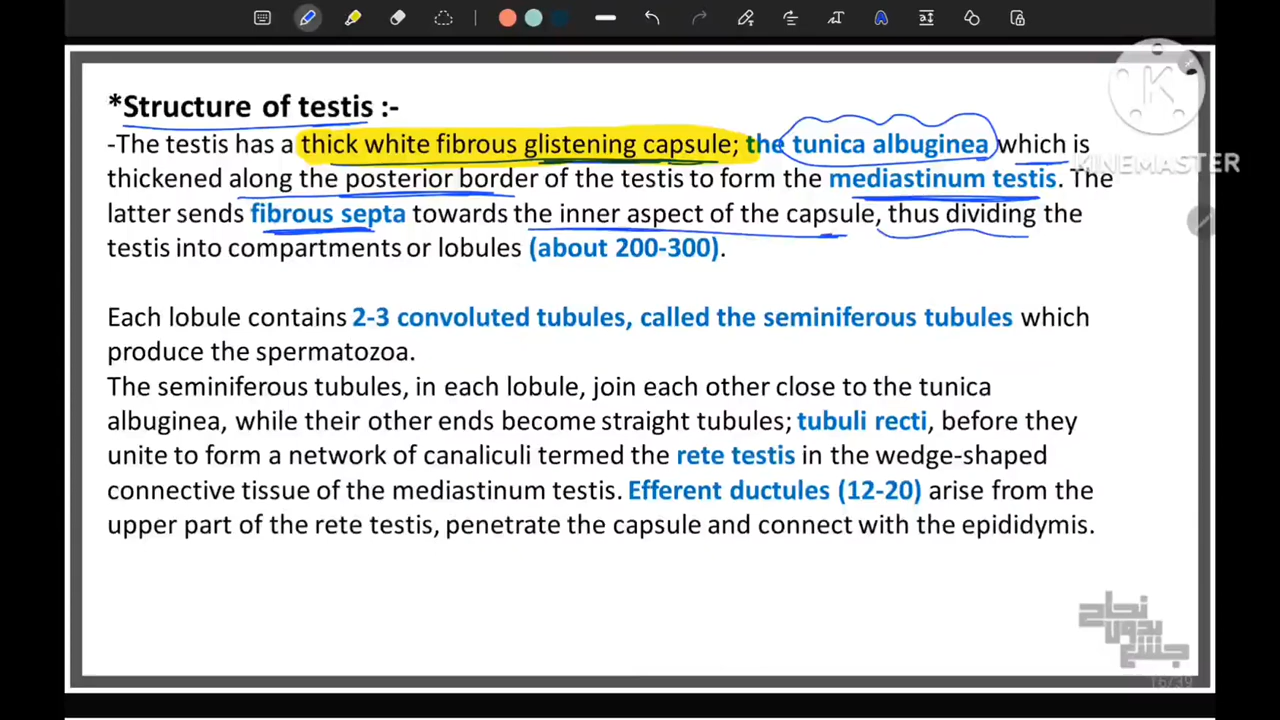 *Structure of testis :-
-The testis has a thick white fibrous glistening capsule; the tunica albuginea which is
thickened along the posterior border of the testis to form the mediastinum testis. The
latter sends fibrous septa towards the inner aspect of the capsule, thus dividing the
testis into compartments or lobules (about 200-300).
Each lobule contains 2-3 convoluted tubules, called the seminiferous tubules which
produce the spermatozoa.
The seminiferous tubules, in each lobule, join each other close to the tunica
albuginea, while their other ends become straight tubules; tubuli recti, before they
unite to form a network of canaliculi termed the rete testis in the wedge-shaped
connective tissue of the mediastinum testis. Efferent ductules (12-20) arise from the
upper part of the rete testis, penetrate the capsule and connect with the epididymis.
K
KINEMASTER
نجاح
بدون
16/39